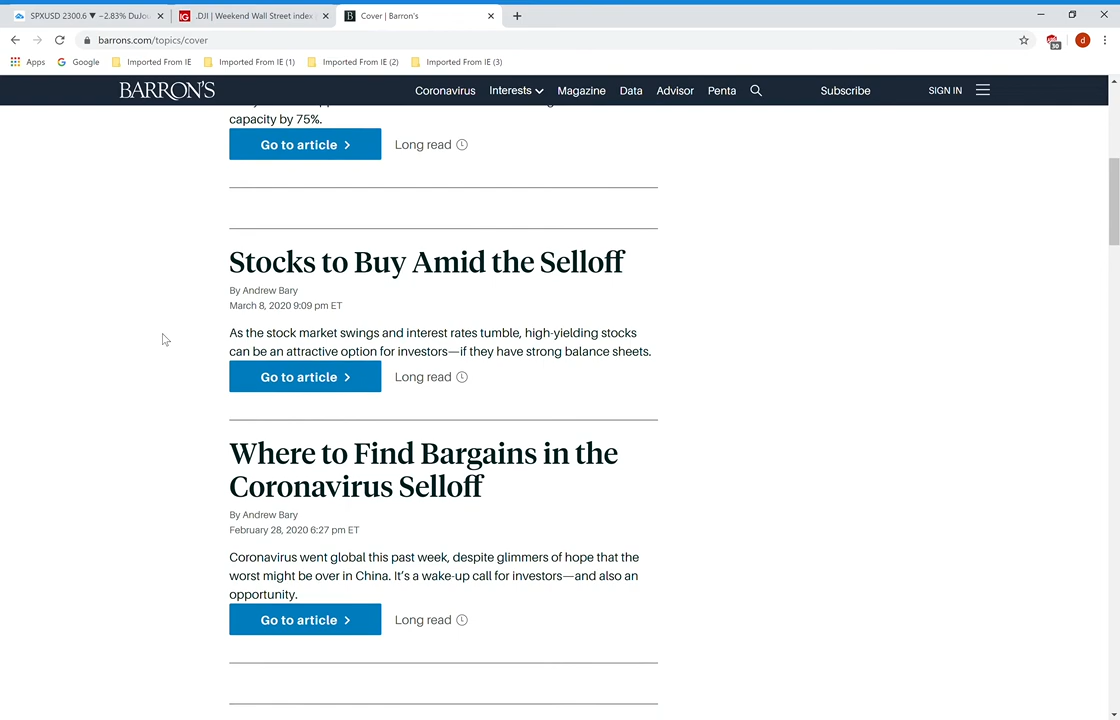 SPXUSD 2300.6 ▼ −2.83% DuJou
.DJI | Weekend Wall Street index
Cover | Barron's
barrons.com/topics/cover
30
d
Apps
Google
Imported From IE
Imported From IE (1)
Imported From IE (2)
Imported From IE (3)
BARRON'S
Coronavirus
Interests
Magazine
Data
Advisor
Penta
Subscribe
SIGN IN
capacity by 75%.
Go to article >
Long read
Stocks to Buy Amid the Selloff
By Andrew Bary
March 8, 2020 9:09 pm ET
As the stock market swings and interest rates tumble, high-yielding stocks
can be an attractive option for investors—if they have strong balance sheets.
Go to article >
Long read
Where to Find Bargains in the
Coronavirus Selloff
By Andrew Bary
February 28, 2020 6:27 pm ET
Coronavirus went global this past week, despite glimmers of hope that the
worst might be over in China. It's a wake-up call for investors—and also an
opportunity.
Go to article >
Long read